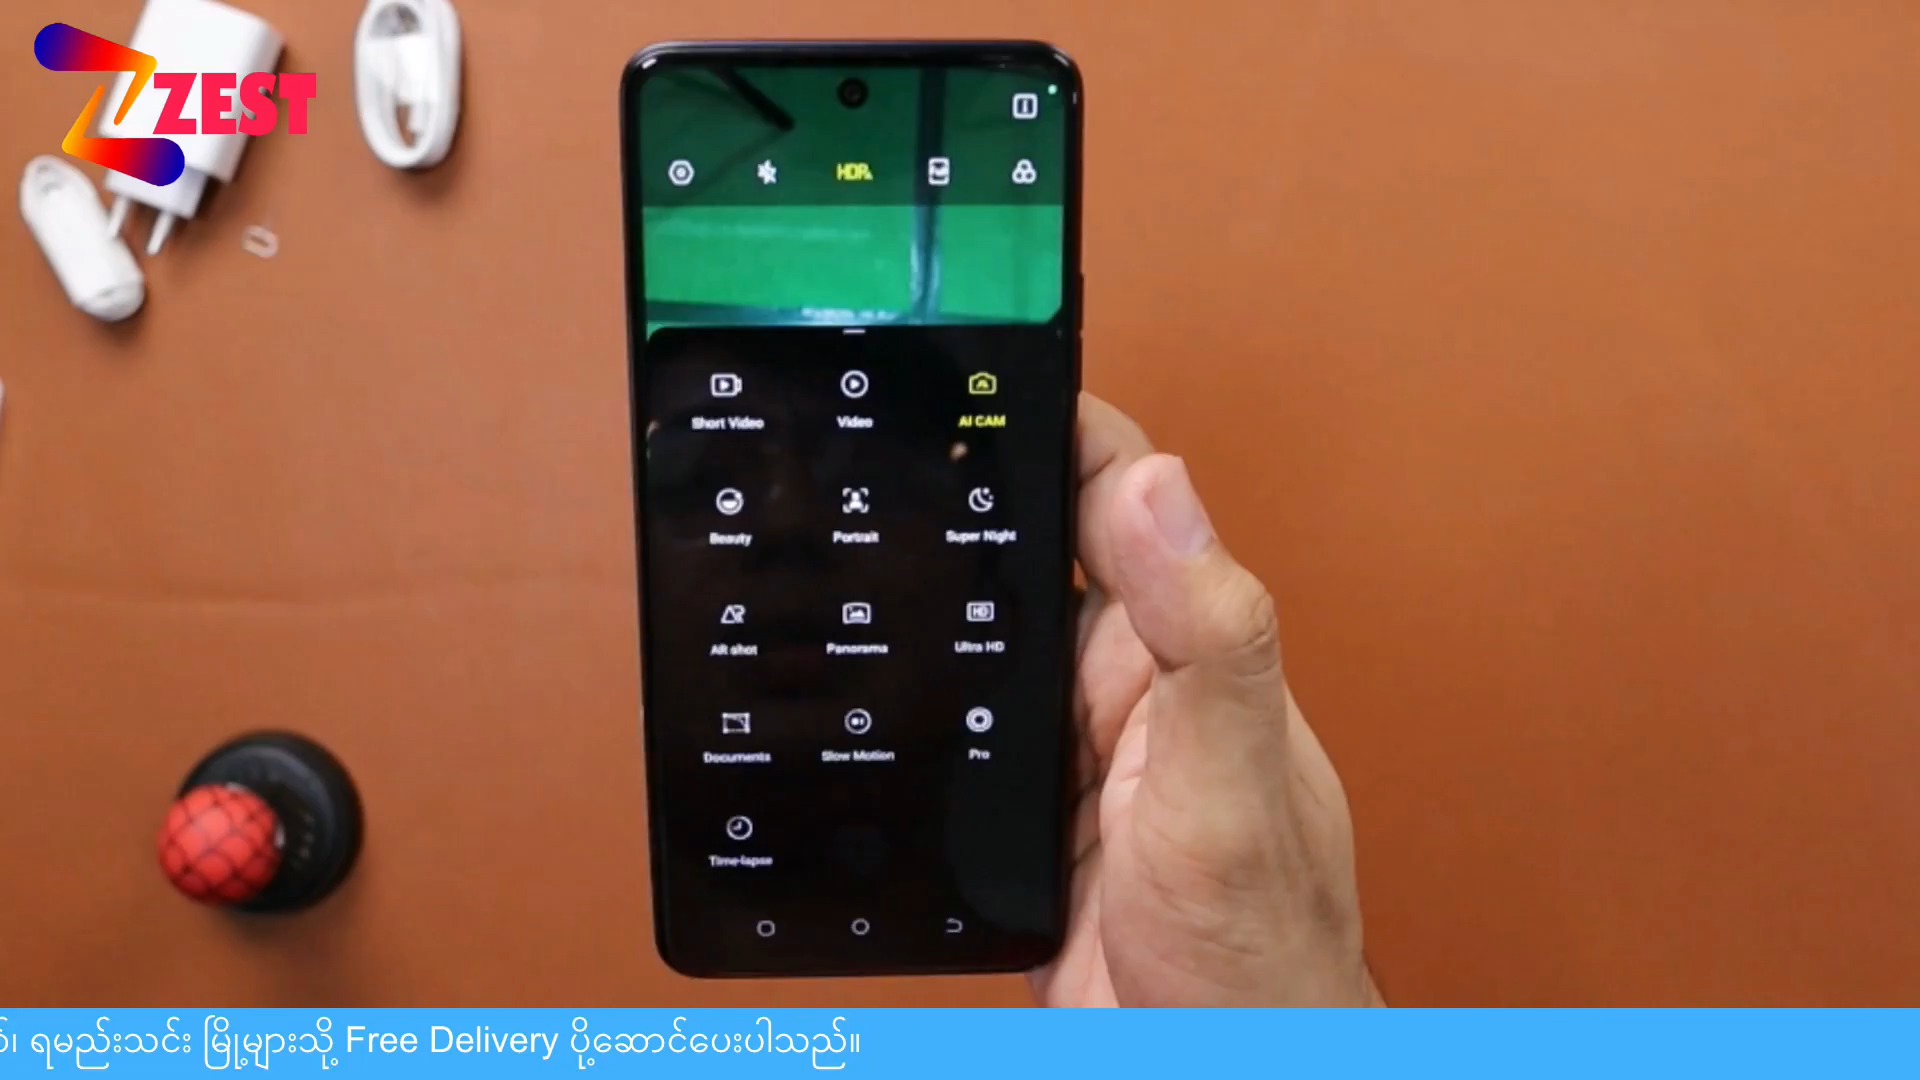 ZEST
HDR
Short Video
Video
AI CAM
Beauty
Portrait
Super Night
AR shot
Panorama
Ultra HD
Documents
Slow Motion
Pro
Time-lapse
ရမည်းသင်း မြို့များသို့ Free Delivery ပို့ဆောင်ပေးပါသည်။